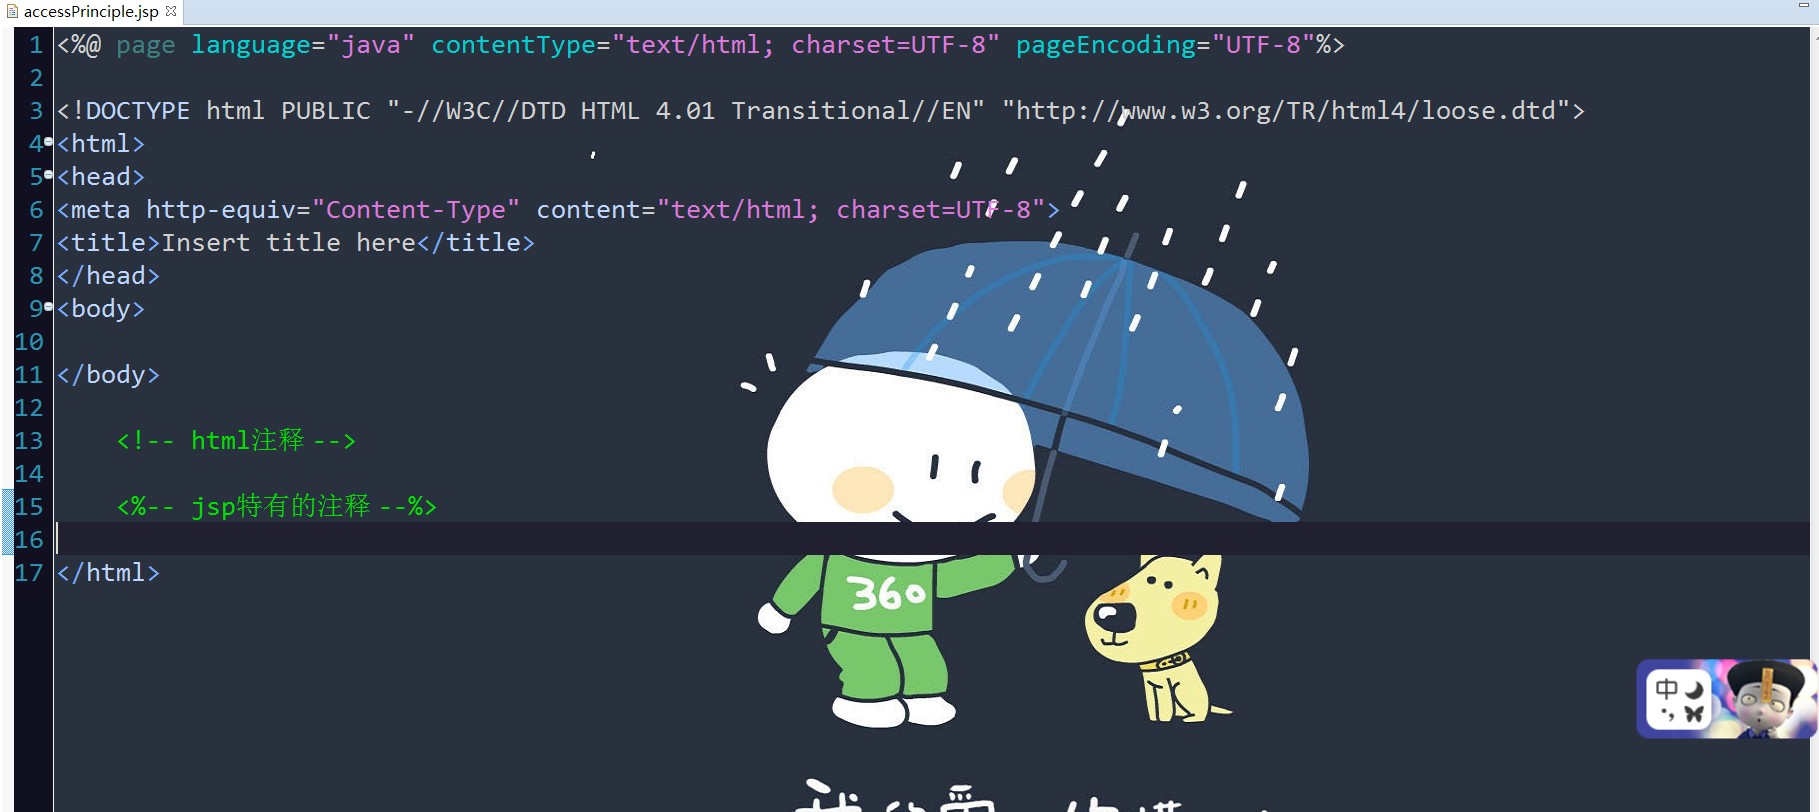 accessPrinciple.jsp
1 <%@ page language="java" contentType="text/html; charset=UTF-8" pageEncoding="UTF-8"%>
2
3 <!DOCTYPE html PUBLIC "-//W3C//DTD HTML 4.01 Transitional//EN" "http://www.w3.org/TR/html4/loose.dtd">
4 <html>
5 <head>
6 <meta http-equiv="Content-Type" content="text/html; charset=UTF-8">
7 <title>Insert title here</title>
8 </head>
9 <body>
10
11 </body>
12
13 <!-- html注释 -->
14
15 <%-- jsp特有的注释 --%>
16
17 </html>
360
中